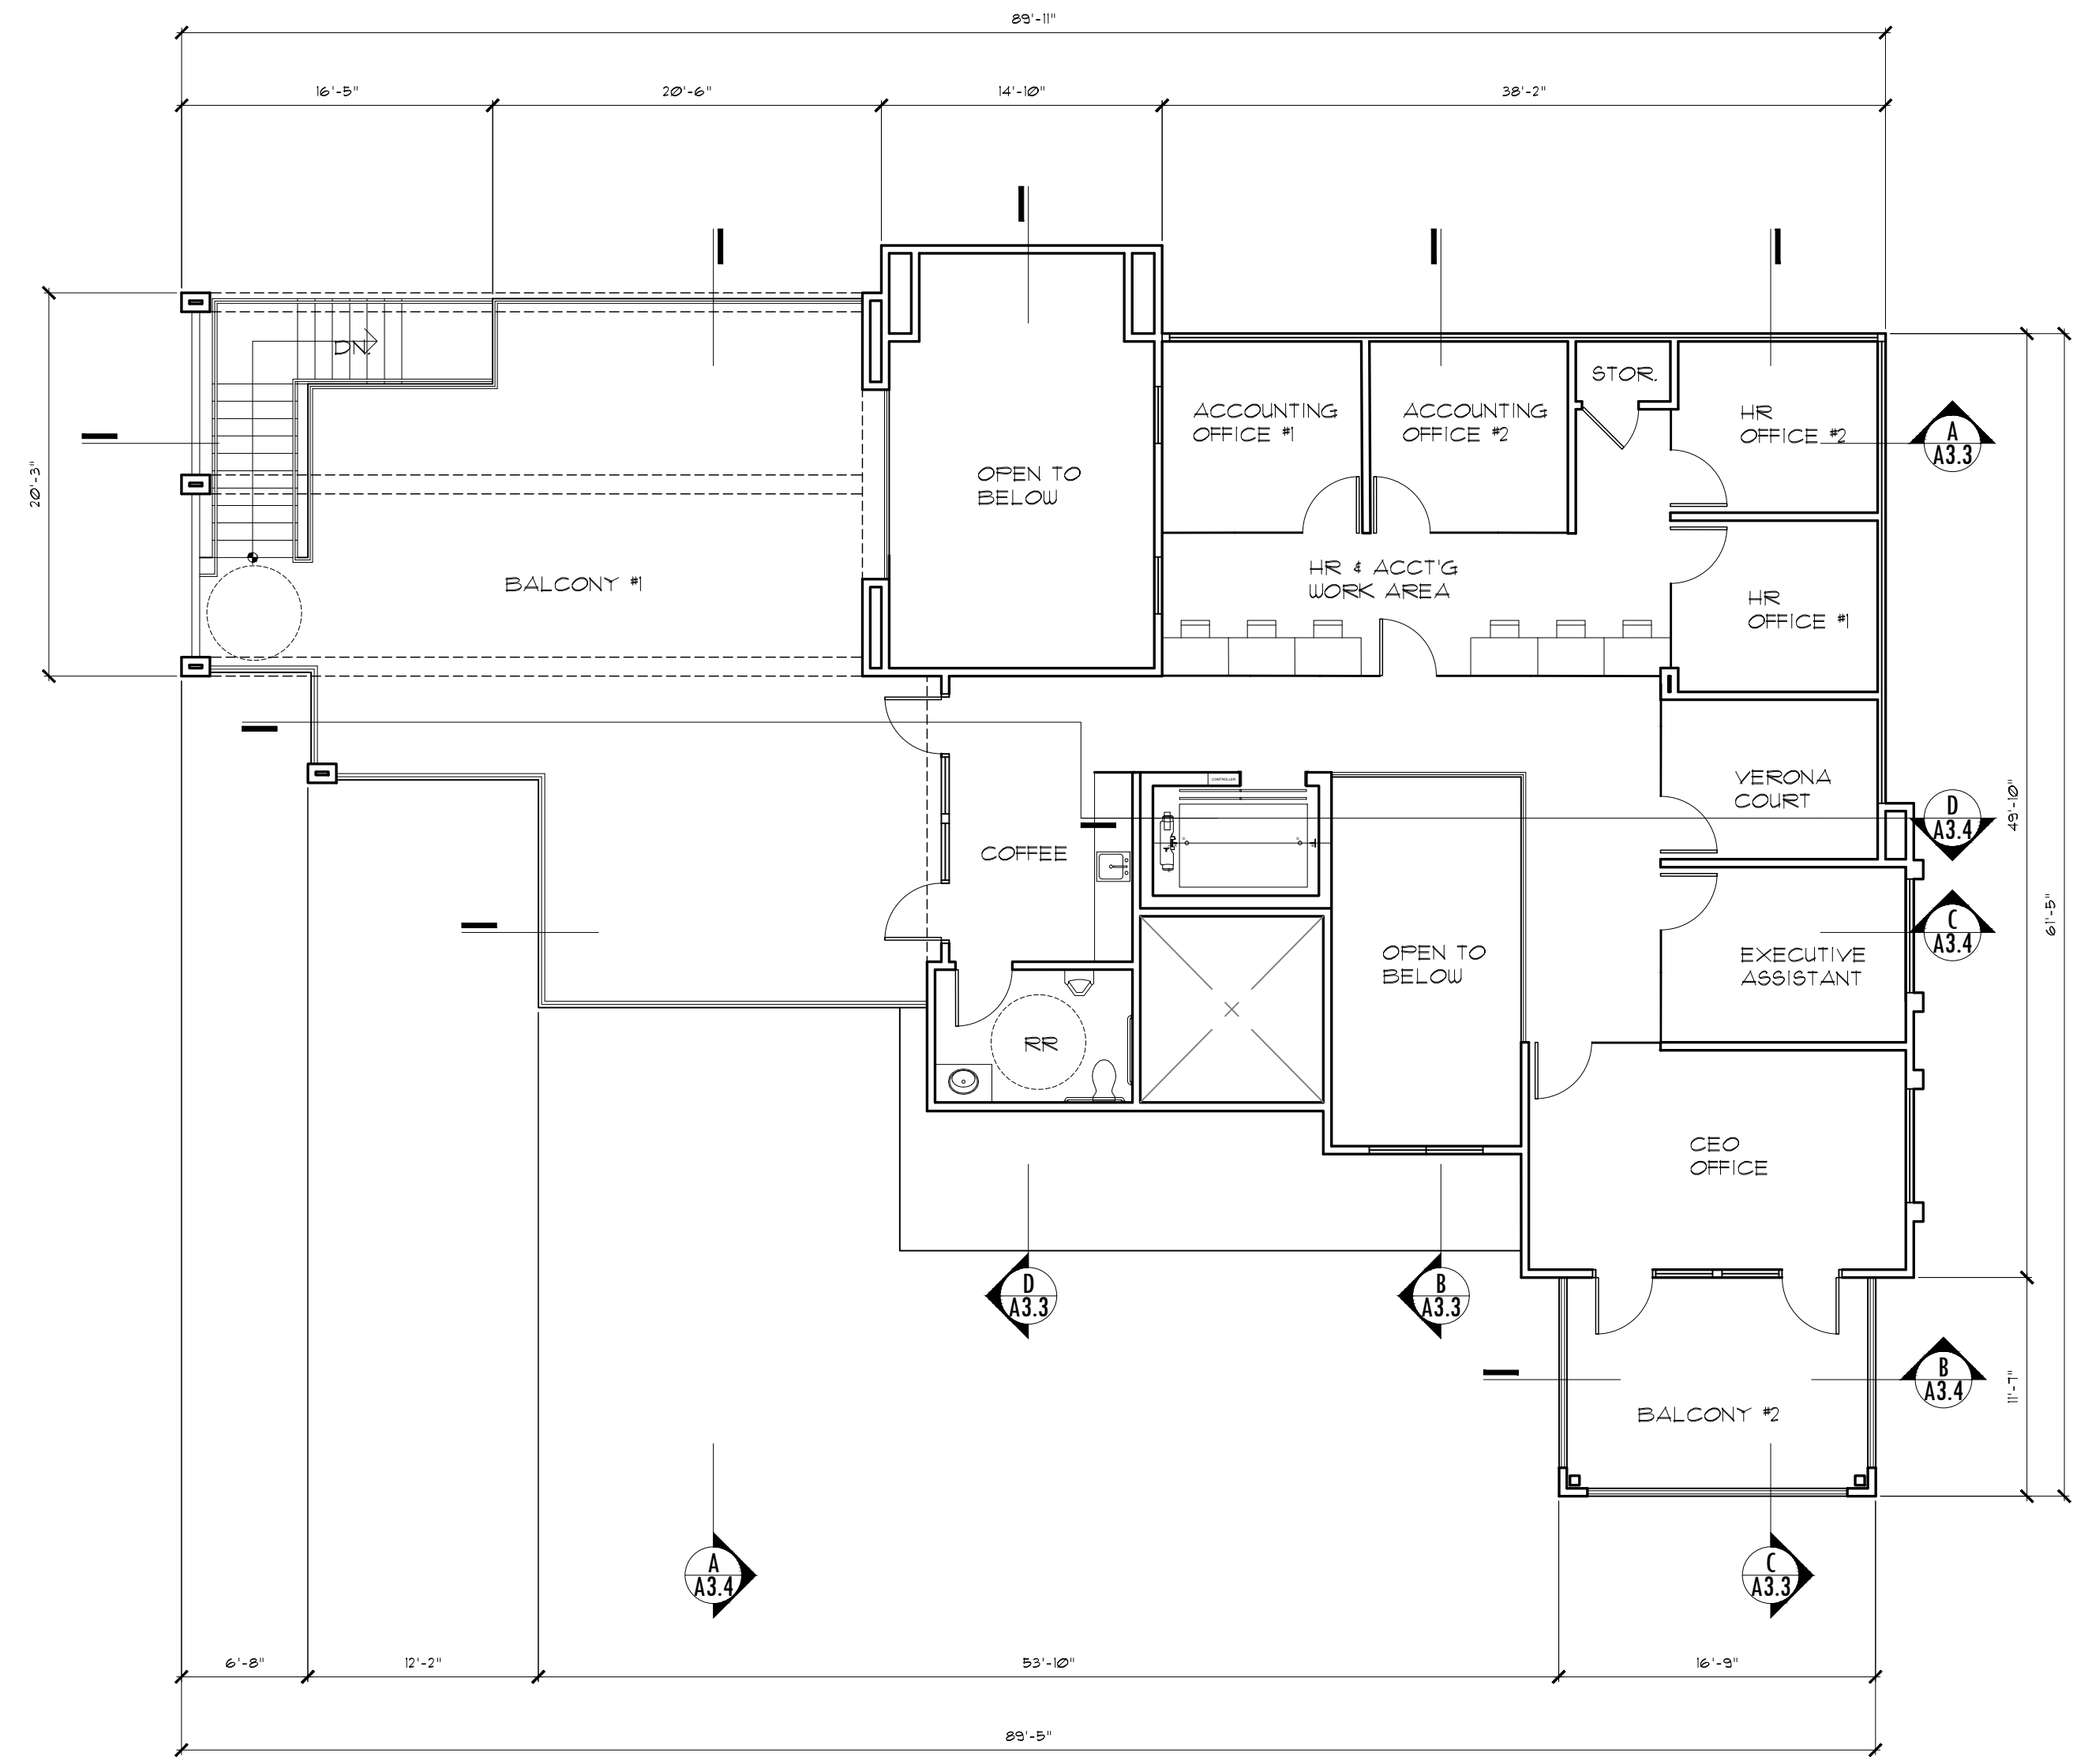 89'-11"
16'-5"
20'-6"
14'-10"
38'-2"
DN.
STOR.
ACCOUNTING
OFFICE #1
ACCOUNTING
OFFICE #2
HR
OFFICE #2
A
A3.3
20'-3"
OPEN TO
BELOW
BALCONY #1
HR & ACCT'G
WORK AREA
HR
OFFICE #1
CONTROLLER
VERONA
COURT
D
A3.4
49'-10"
COFFEE
61'-5"
C
A3.4
OPEN TO
BELOW
EXECUTIVE
ASSISTANT
RR
CEO
OFFICE
D
A3.3
B
A3.3
B
A3.4
11'-7"
BALCONY #2
A
A3.4
C
A3.3
6'-8"
12'-2"
53'-10"
16'-9"
89'-5"